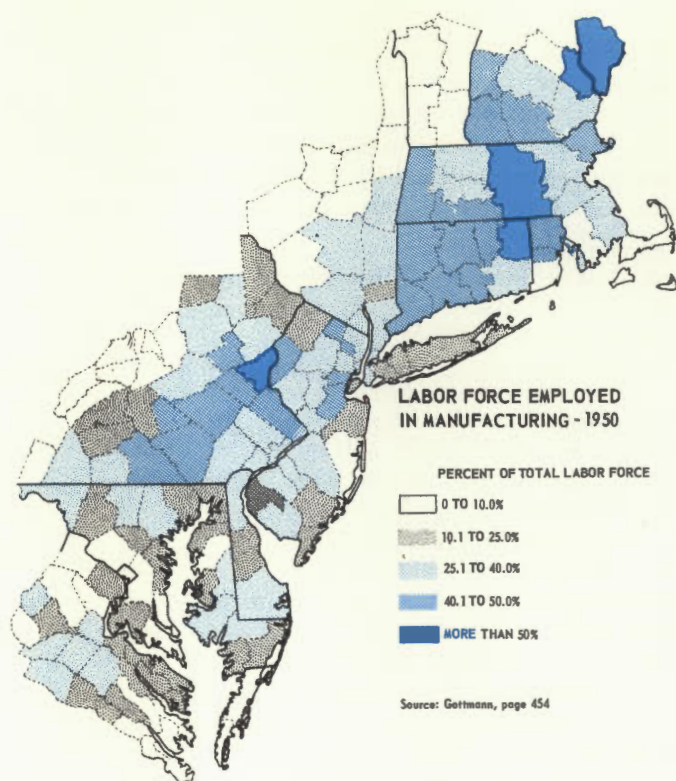 LABOR FORCE EMPLOYED
IN MANUFACTURING - 1950
PERCENT OF TOTAL LABOR FORCE
0 TO 10.0%
10.1 TO 25.0%
25.1 TO 40.0%
40.1 TO 50.0%
MORE THAN 50%
Source: Gottmann, page 454